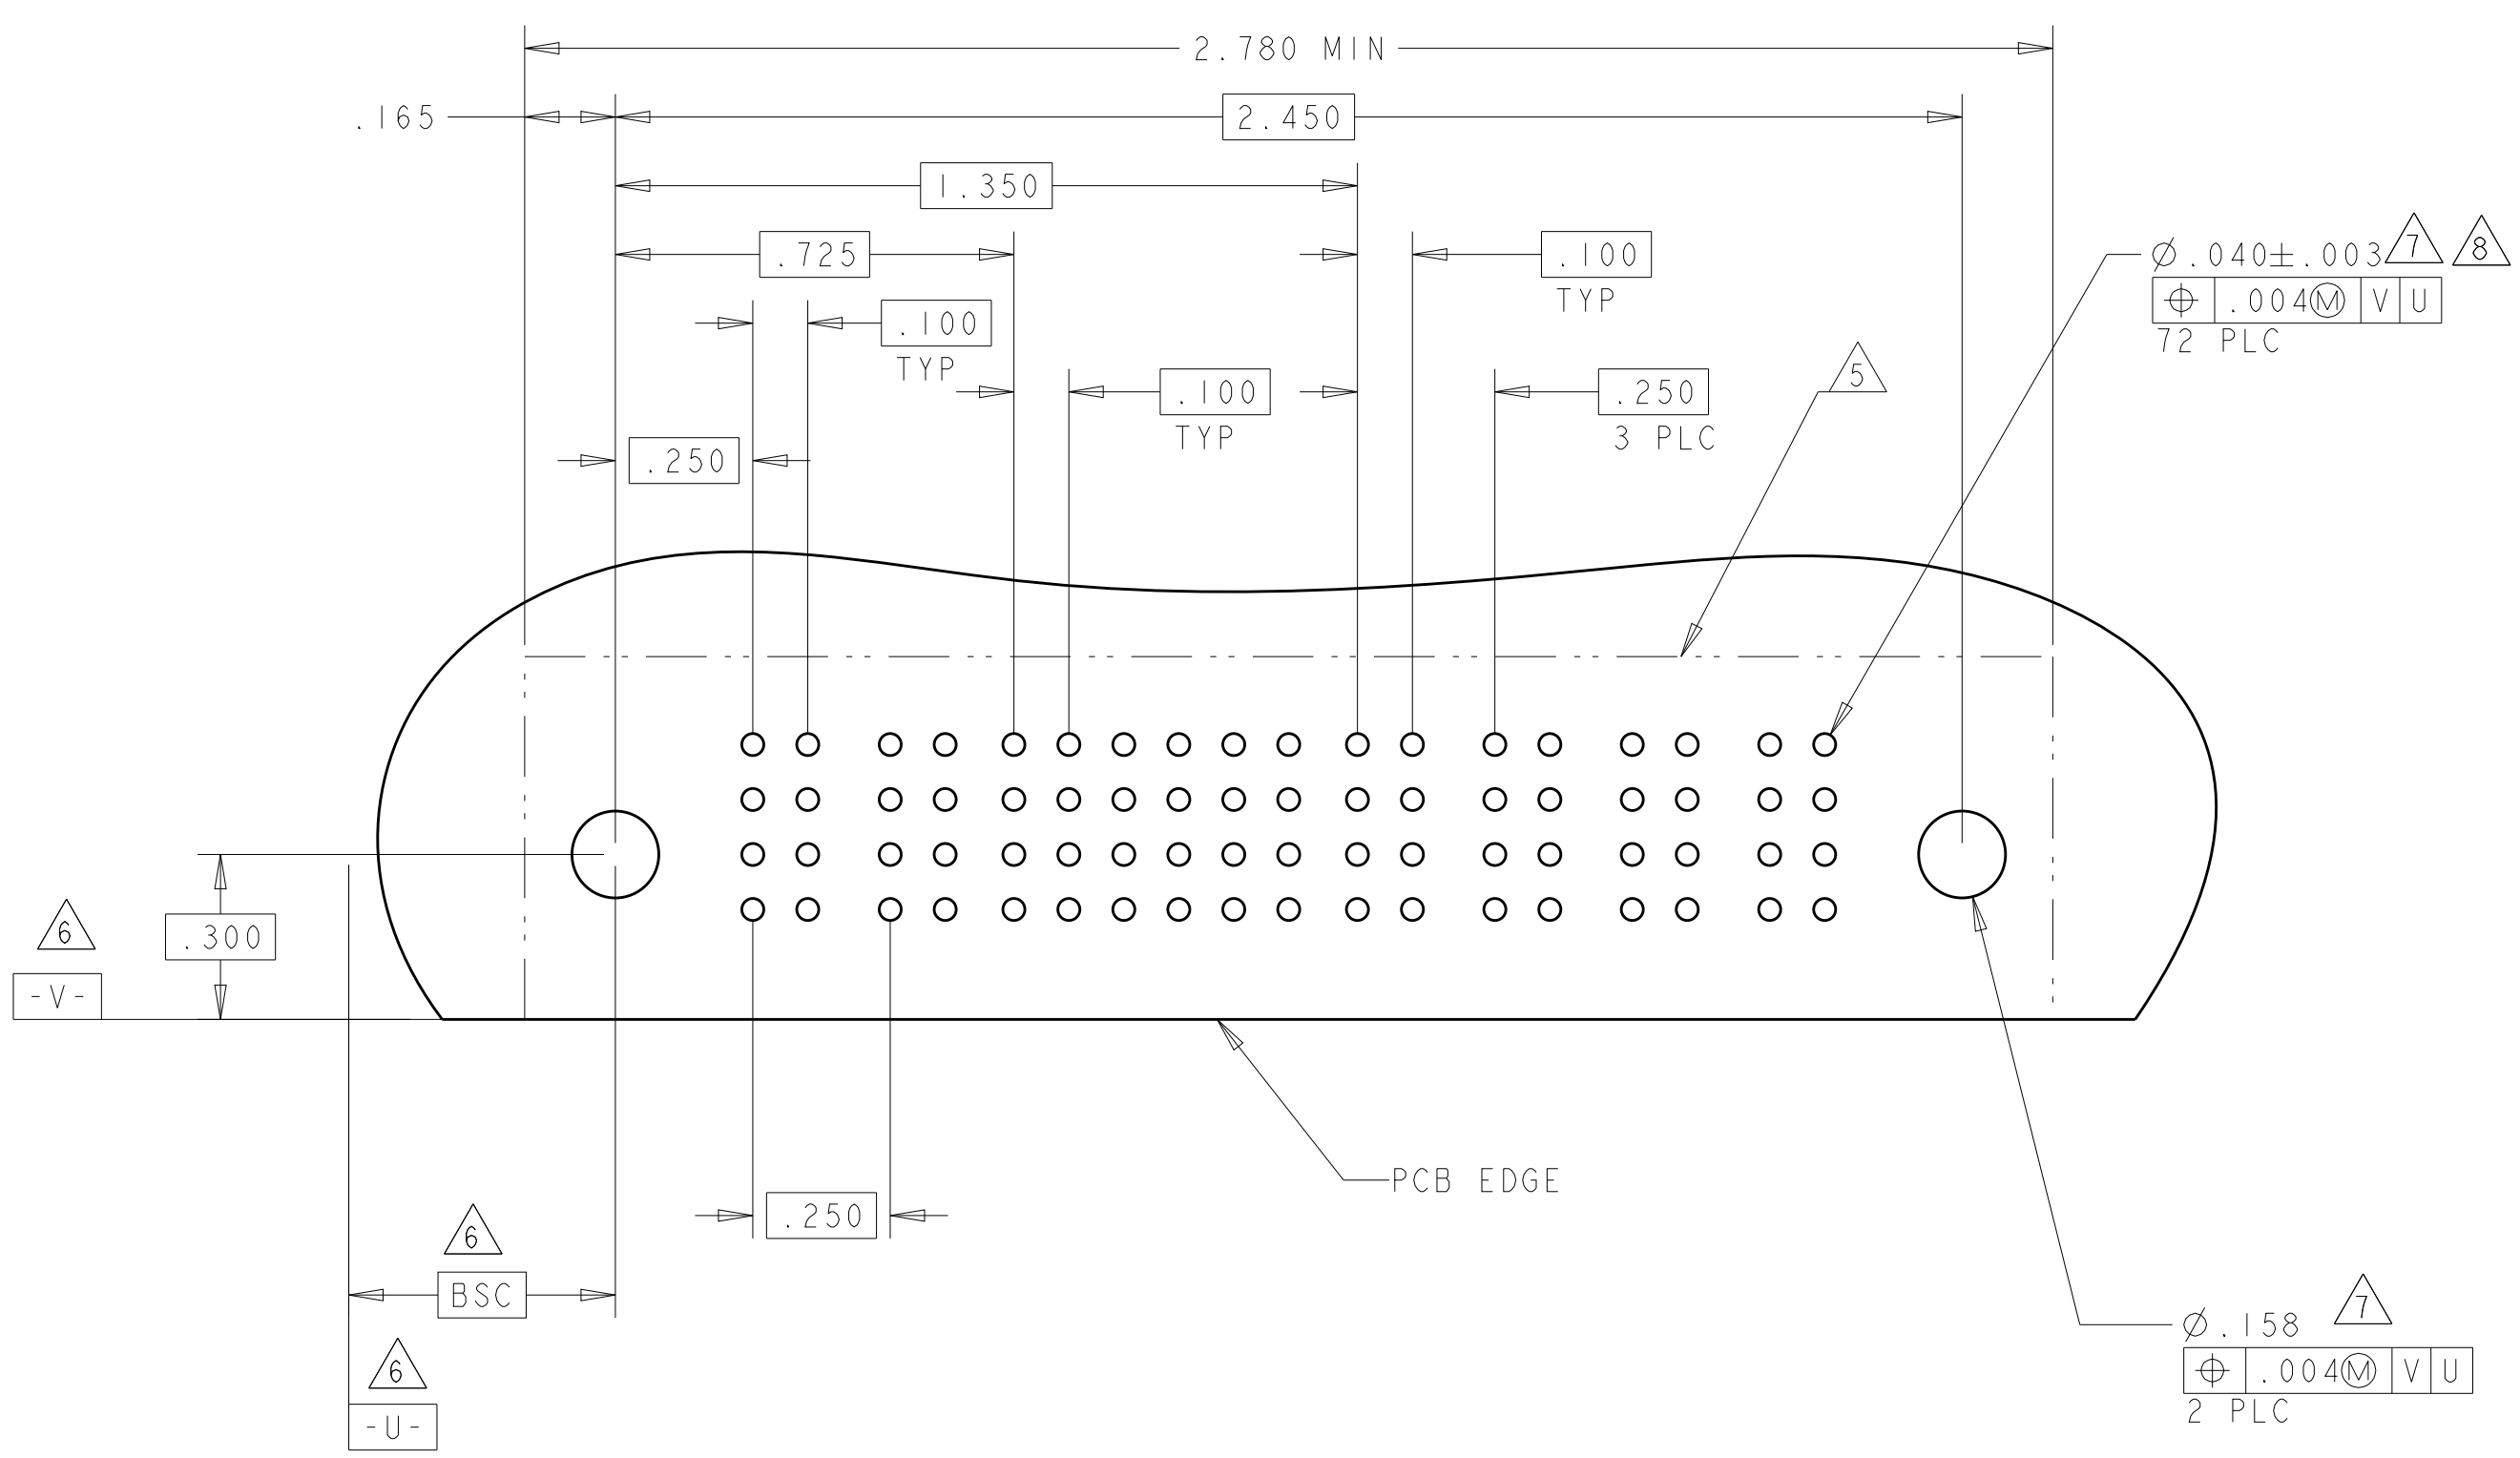 2.780 MIN
.165
2.450
1.350
.725
.100
TYP
Ø.040±.003 7 8
⌖ .004Ⓜ V U
72 PLC
.100
TYP
.100
TYP
.250
3 PLC
5
.250
6
.300
-V-
PCB EDGE
.250
6
BSC
6
-U-
Ø.158 7
⌖ .004Ⓜ V U
2 PLC